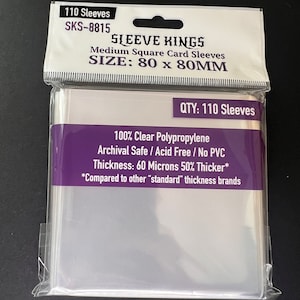 110 Sleeves
SKS-8815
SLEEVE KINGS
Medium Square Card Sleeves
SIZE: 80 x 80MM
QTY: 110 Sleeves
100% Clear Polypropylene
Archival Safe / Acid Free / No PVC
Thickness: 60 Microns 50% Thicker*
*Compared to other "standard" thickness brands